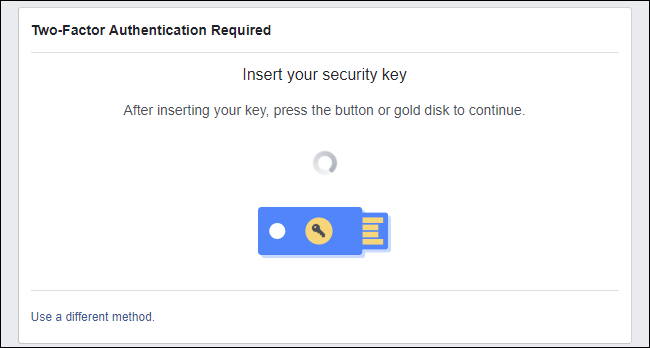 Two-Factor Authentication Required
Insert your security key
After inserting your key, press the button or gold disk to continue.
Use a different method.